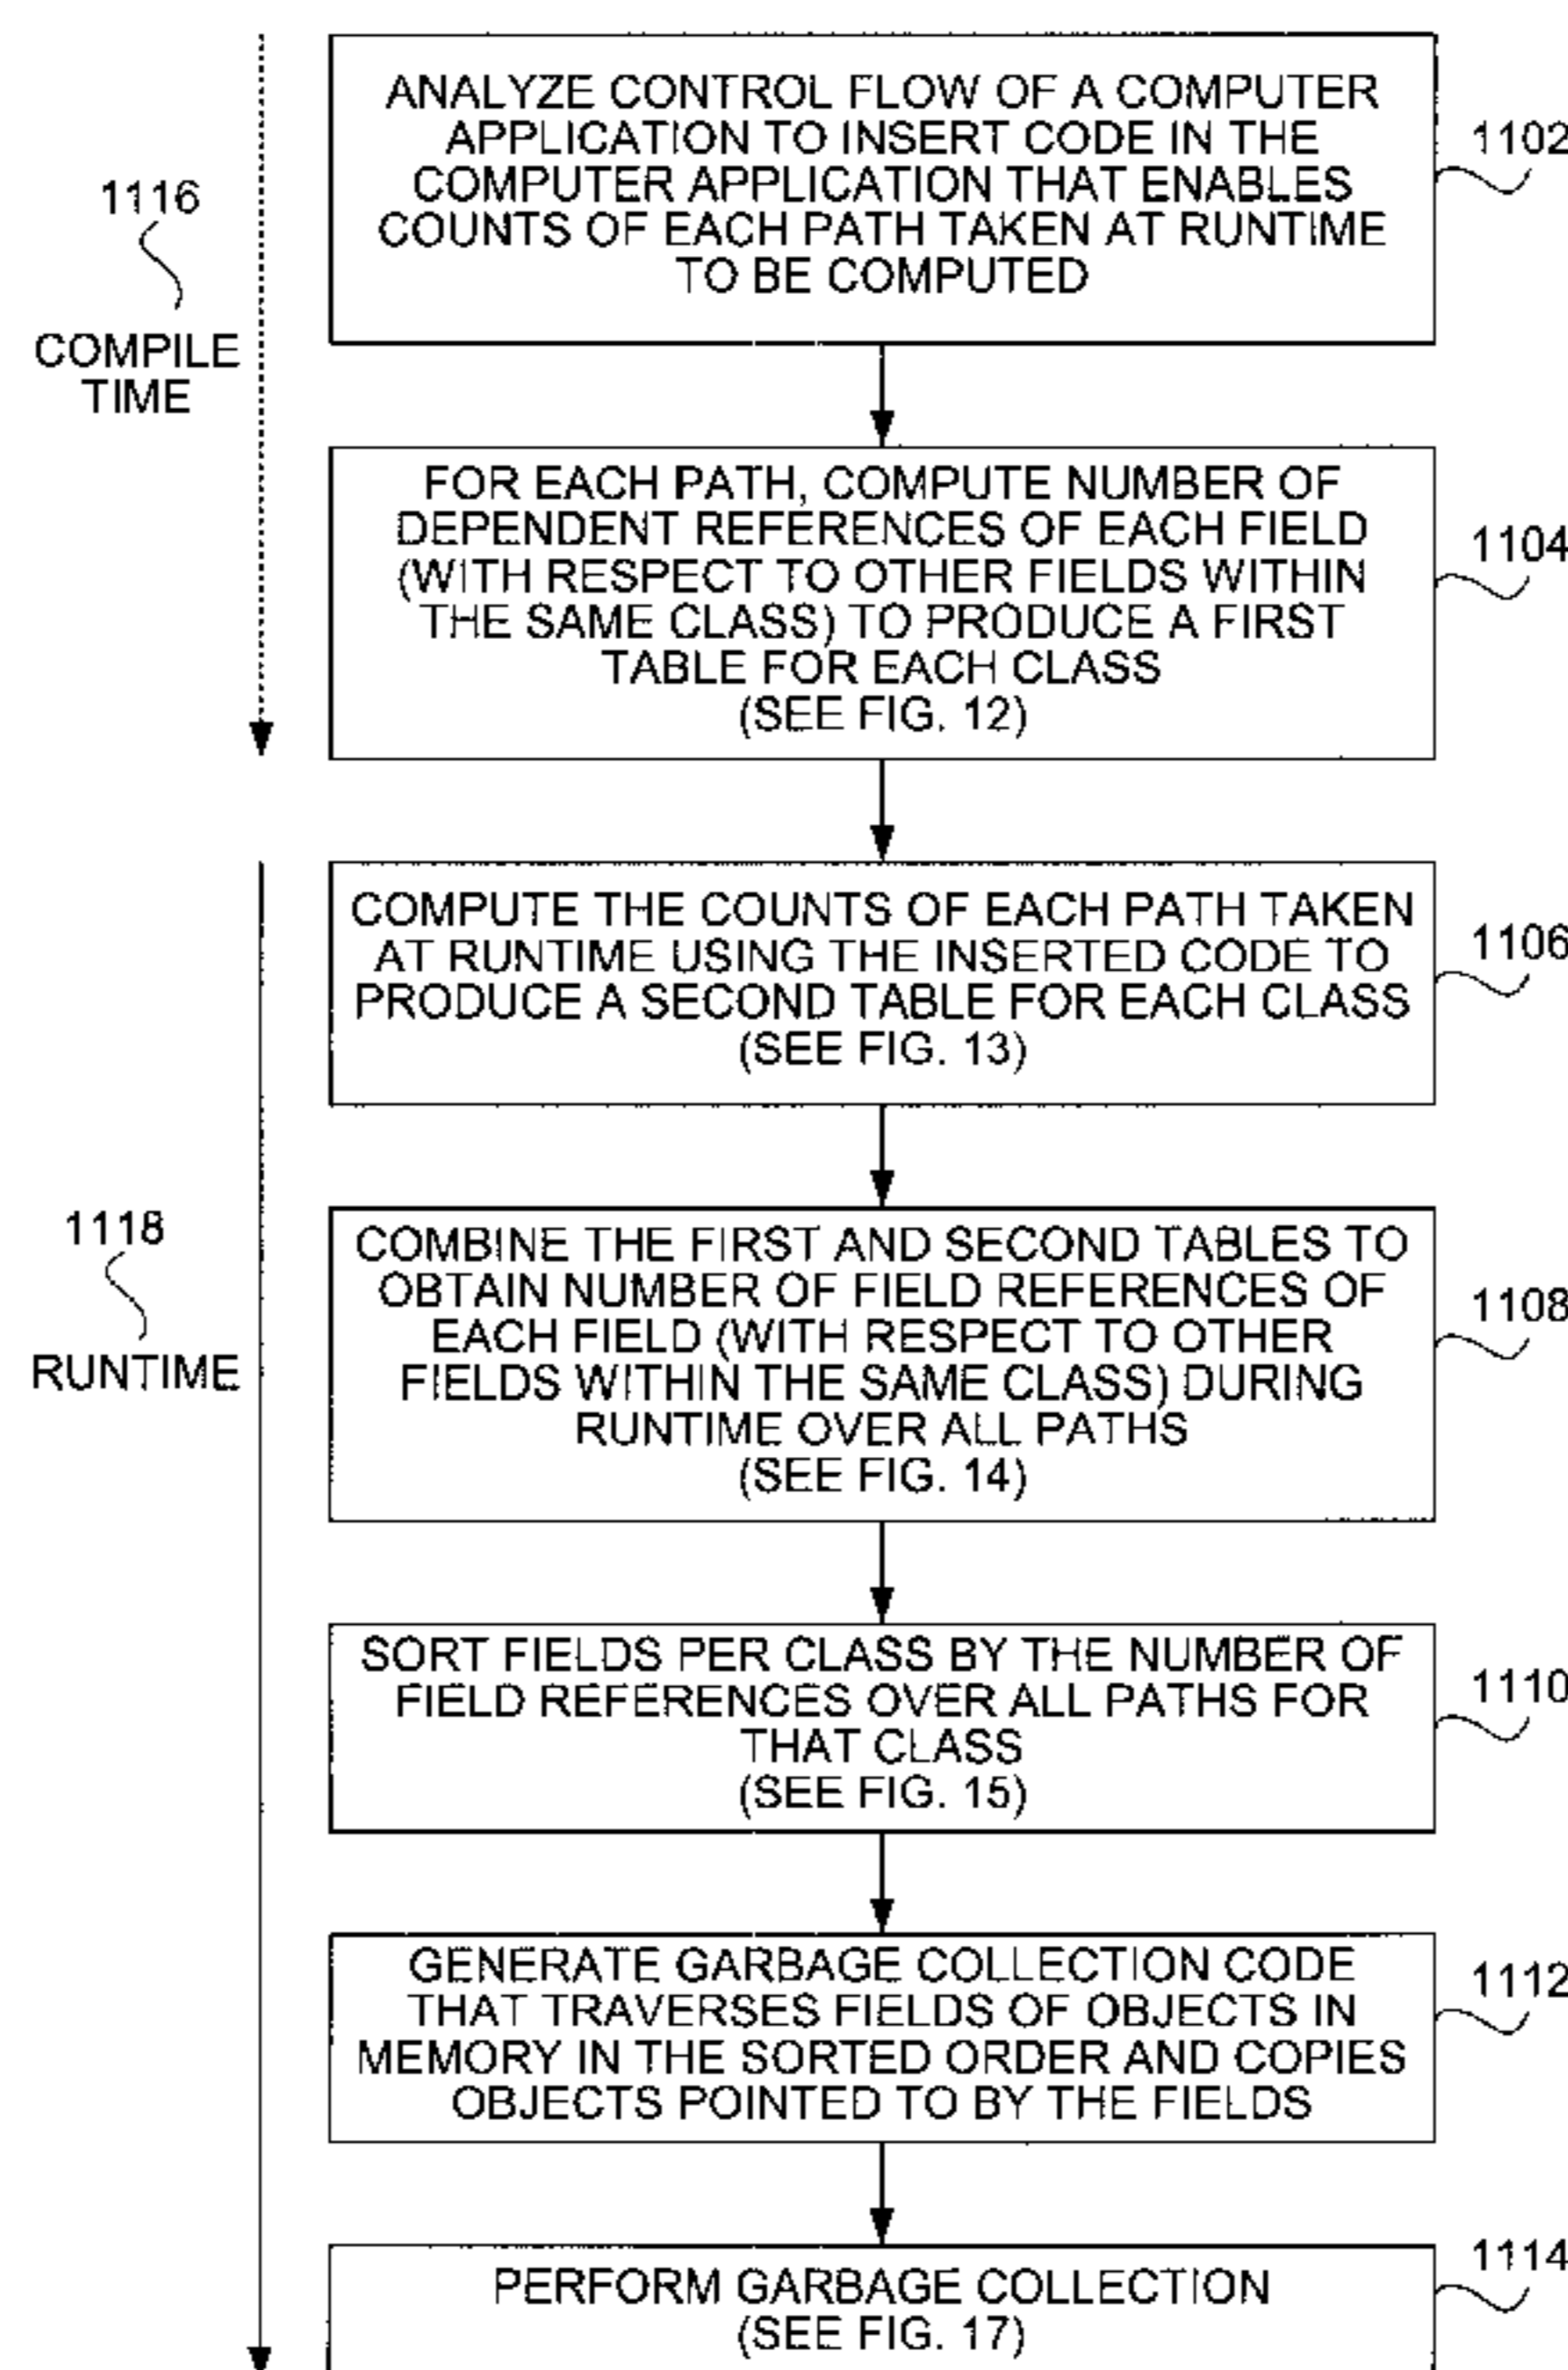 ANALYZE CONTROL FLOW OF A COMPUTER
APPLICATION TO INSERT CODE IN THE
COMPUTER APPLICATION THAT ENABLES
COUNTS OF EACH PATH TAKEN AT RUNTIME
TO BE COMPUTED
1102
1116
COMPILE
TIME
FOR EACH PATH, COMPUTE NUMBER OF
DEPENDENT REFERENCES OF EACH FIELD
(WITH RESPECT TO OTHER FIELDS WITHIN
THE SAME CLASS) TO PRODUCE A FIRST
TABLE FOR EACH CLASS
(SEE FIG. 12)
1104
COMPUTE THE COUNTS OF EACH PATH TAKEN
AT RUNTIME USING THE INSERTED CODE TO
PRODUCE A SECOND TABLE FOR EACH CLASS
(SEE FIG. 13)
1106
1118
RUNTIME
COMBINE THE FIRST AND SECOND TABLES TO
OBTAIN NUMBER OF FIELD REFERENCES OF
EACH FIELD (WITH RESPECT TO OTHER
FIELDS WITHIN THE SAME CLASS) DURING
RUNTIME OVER ALL PATHS
(SEE FIG. 14)
1108
SORT FIELDS PER CLASS BY THE NUMBER OF
FIELD REFERENCES OVER ALL PATHS FOR
THAT CLASS
(SEE FIG. 15)
1110
GENERATE GARBAGE COLLECTION CODE
THAT TRAVERSES FIELDS OF OBJECTS IN
MEMORY IN THE SORTED ORDER AND COPIES
OBJECTS POINTED TO BY THE FIELDS
1112
PERFORM GARBAGE COLLECTION
(SEE FIG. 17)
1114